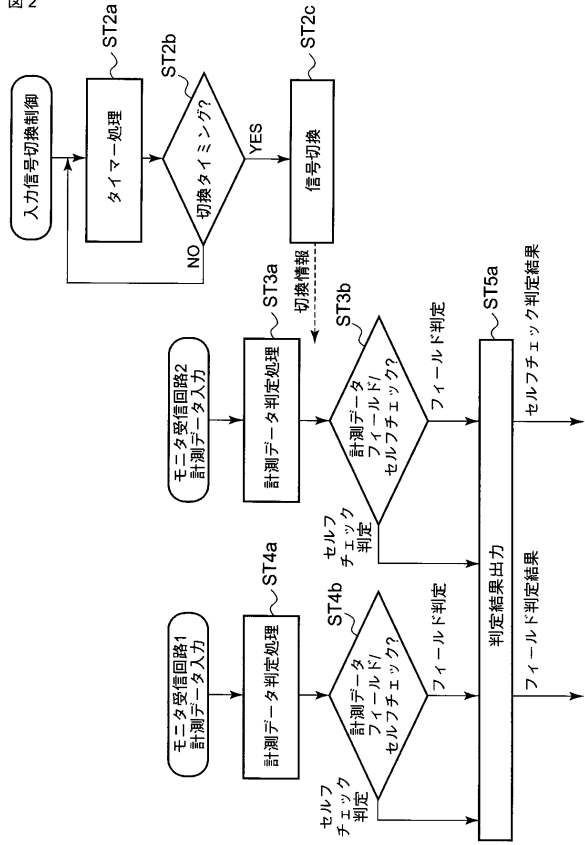 図2
モニタ受信回路1
計測データ入力
計測データ判定処理
ST4a
計測データ
フィールド/
セルフチェック?
ST4b
セルフ
チェック
判定
フィールド判定
モニタ受信回路2
計測データ入力
計測データ判定処理
ST3a
計測データ
フィールド/
セルフチェック?
ST3b
セルフ
チェック
判定
フィールド判定
入力信号切換制御
タイマー処理
ST2a
切換タイミング?
ST2b
NO
YES
信号切換
ST2c
切換情報
判定結果出力
ST5a
フィールド判定結果
セルフチェック判定結果